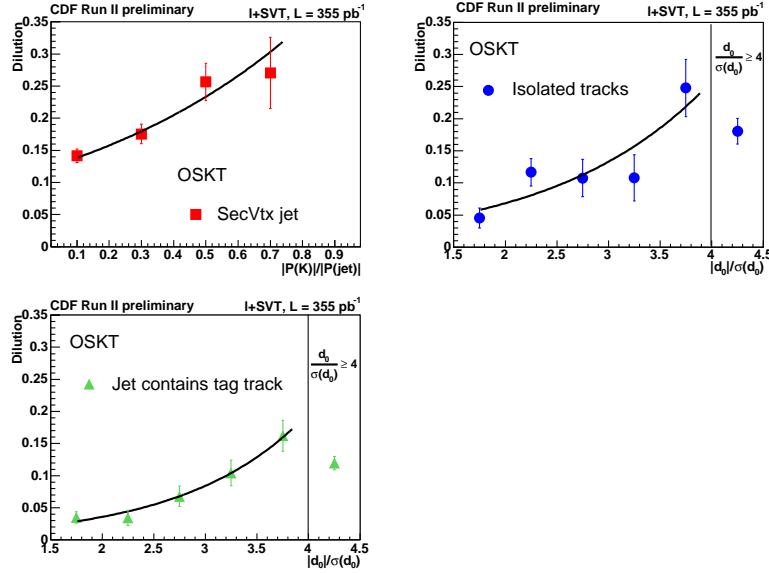 CDF Run II preliminary
l+SVT, L = 355 pb⁻¹
Dilution
0.35
0.3
0.25
0.2
0.15
0.1
0.05
0
OSKT
SecVtx jet
0 0.1 0.2 0.3 0.4 0.5 0.6 0.7 0.8 0.9
|P(K)|/|P(jet)|
CDF Run II preliminary
l+SVT, L = 355 pb⁻¹
Dilution
0.35
0.3
0.25
0.2
0.15
0.1
0.05
0
OSKT
Isolated tracks
d₀/σ(d₀) ≥ 4
1.5 2 2.5 3 3.5 4 4.5
|d₀|/σ(d₀)
CDF Run II preliminary
l+SVT, L = 355 pb⁻¹
Dilution
0.35
0.3
0.25
0.2
0.15
0.1
0.05
0
OSKT
Jet contains tag track
d₀/σ(d₀) ≥ 4
1.5 2 2.5 3 3.5 4 4.5
|d₀|/σ(d₀)